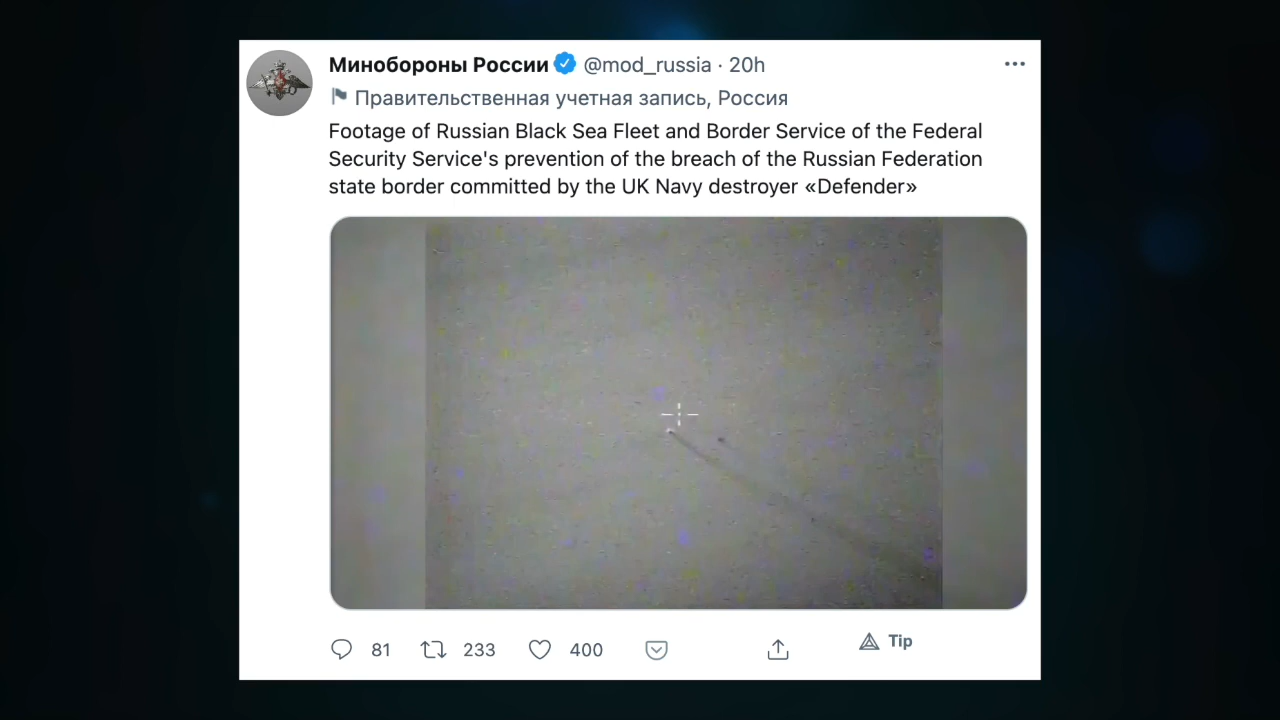 Минобороны России @mod_russia · 20h
Правительственная учетная запись, Россия
Footage of Russian Black Sea Fleet and Border Service of the Federal
Security Service's prevention of the breach of the Russian Federation
state border committed by the UK Navy destroyer «Defender»
81 233 400 Tip